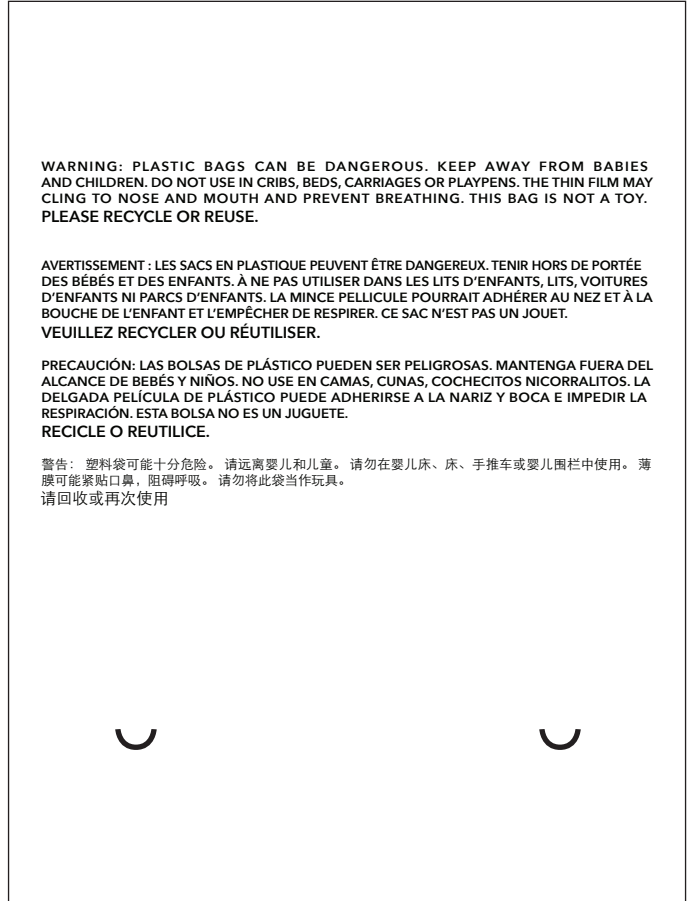 WARNING: PLASTIC BAGS CAN BE DANGEROUS. KEEP AWAY FROM BABIES
AND CHILDREN. DO NOT USE IN CRIBS, BEDS, CARRIAGES OR PLAYPENS. THE THIN FILM MAY
CLING TO NOSE AND MOUTH AND PREVENT BREATHING. THIS BAG IS NOT A TOY.
PLEASE RECYCLE OR REUSE.
AVERTISSEMENT : LES SACS EN PLASTIQUE PEUVENT ÊTRE DANGEREUX. TENIR HORS DE PORTÉE
DES BÉBÉS ET DES ENFANTS. À NE PAS UTILISER DANS LES LITS D’ENFANTS, LITS, VOITURES
D’ENFANTS NI PARCS D’ENFANTS. LA MINCE PELLICULE POURRAIT ADHÉRER AU NEZ ET À LA
BOUCHE DE L’ENFANT ET L’EMPÊCHER DE RESPIRER. CE SAC N’EST PAS UN JOUET.
VEUILLEZ RECYCLER OU RÉUTILISER.
PRECAUCIÓN: LAS BOLSAS DE PLÁSTICO PUEDEN SER PELIGROSAS. MANTENGA FUERA DEL
ALCANCE DE BEBÉS Y NIÑOS. NO USE EN CAMAS, CUNAS, COCHECITOS NICORRALITOS. LA
DELGADA PELÍCULA DE PLÁSTICO PUEDE ADHERIRSE A LA NARIZ Y BOCA E IMPEDIR LA
RESPIRACIÓN. ESTA BOLSA NO ES UN JUGUETE.
RECICLE O REUTILICE.
警告： 塑料袋可能十分危险。 请远离婴儿和儿童。 请勿在婴儿床、床、手推车或婴儿围栏中使用。 薄
膜可能紧贴口鼻，阻碍呼吸。 请勿将此袋当作玩具。
请回收或再次使用